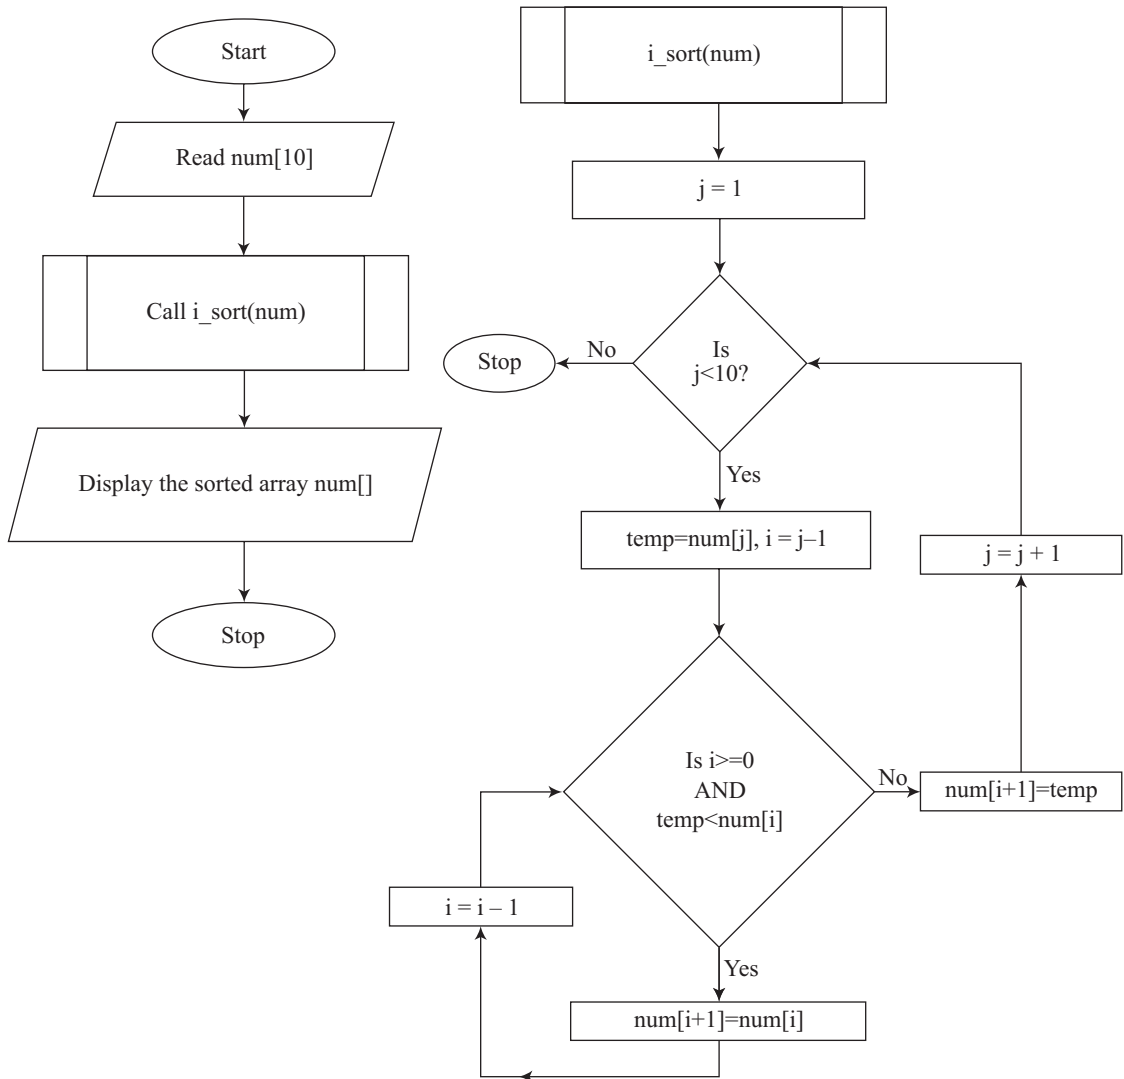 Start
Read num[10]
Call i_sort(num)
Display the sorted array num[]
Stop
i_sort(num)
j = 1
Is
j<10?
No
Stop
Yes
temp=num[j], i = j–1
j = j + 1
Is i>=0
AND
temp<num[i]
No
num[i+1]=temp
i = i – 1
Yes
num[i+1]=num[i]